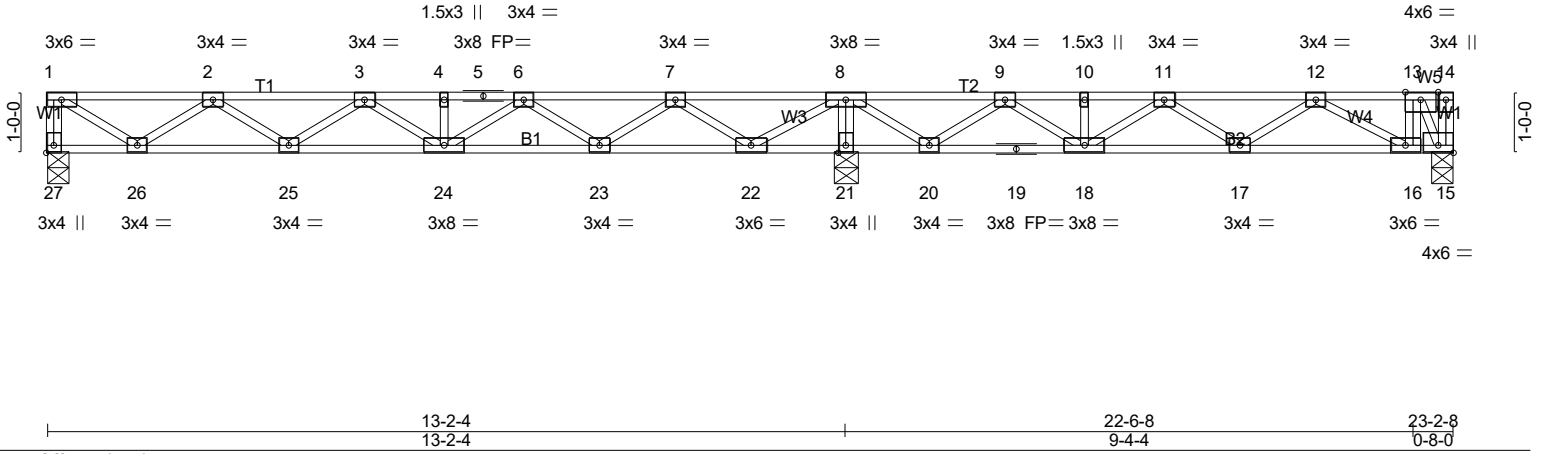 1.5x3 || 3x4 = 4x6 =
3x6 = 3x4 = 3x4 = 3x8 FP= 3x4 = 3x8 = 3x4 = 1.5x3 || 3x4 = 3x4 = 3x4 ||
1 2 3 4 5 6 7 8 9 10 11 12 13 14
T1 T2 W5
W1 W3 W4 W1
1-0-0 1-0-0
B1 B2
27 26 25 24 23 22 21 20 19 18 17 16 15
3x4 || 3x4 = 3x4 = 3x8 = 3x4 = 3x6 = 3x4 || 3x4 = 3x8 FP= 3x8 = 3x4 = 3x6 =
4x6 =
13-2-4 22-6-8 23-2-8
13-2-4 9-4-4 0-8-0